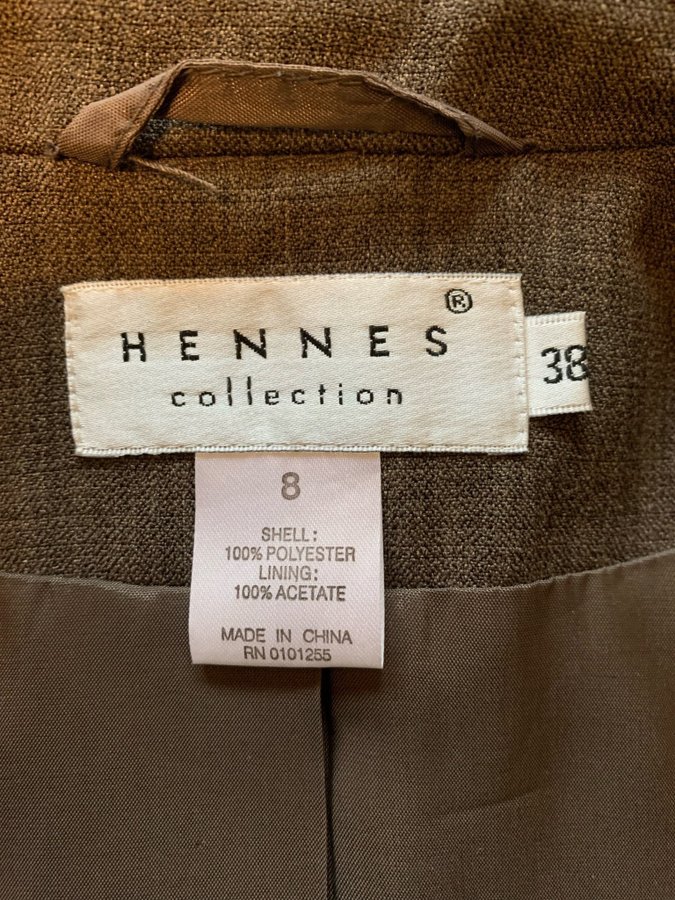 HENNES®
collection
38
8
SHELL:
100% POLYESTER
LINING:
100% ACETATE
MADE IN CHINA
RN 0101255